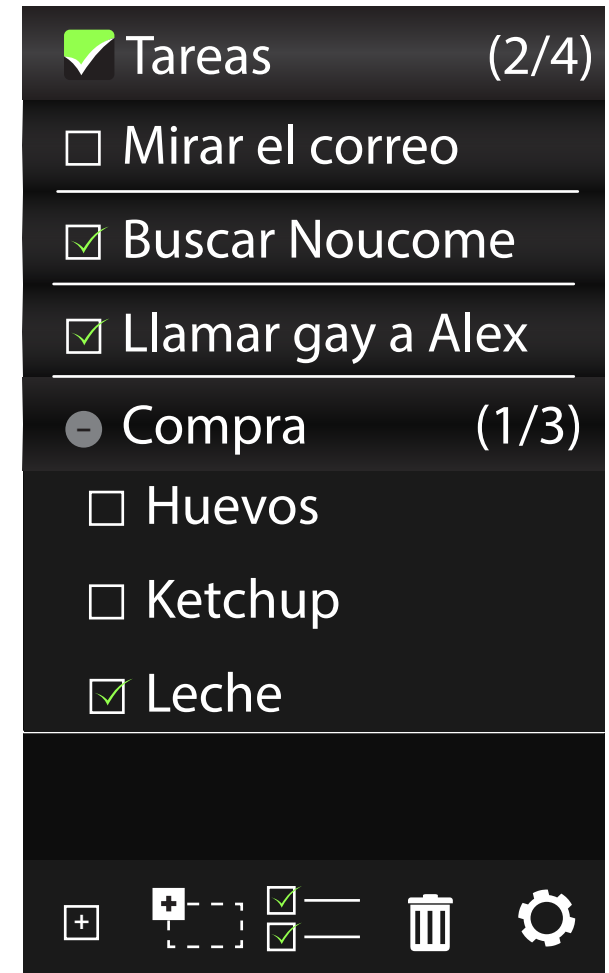 Tareas (2/4)
Mirar el correo
Buscar Noucome
Llamar gay a Alex
Compra (1/3)
Huevos
Ketchup
Leche